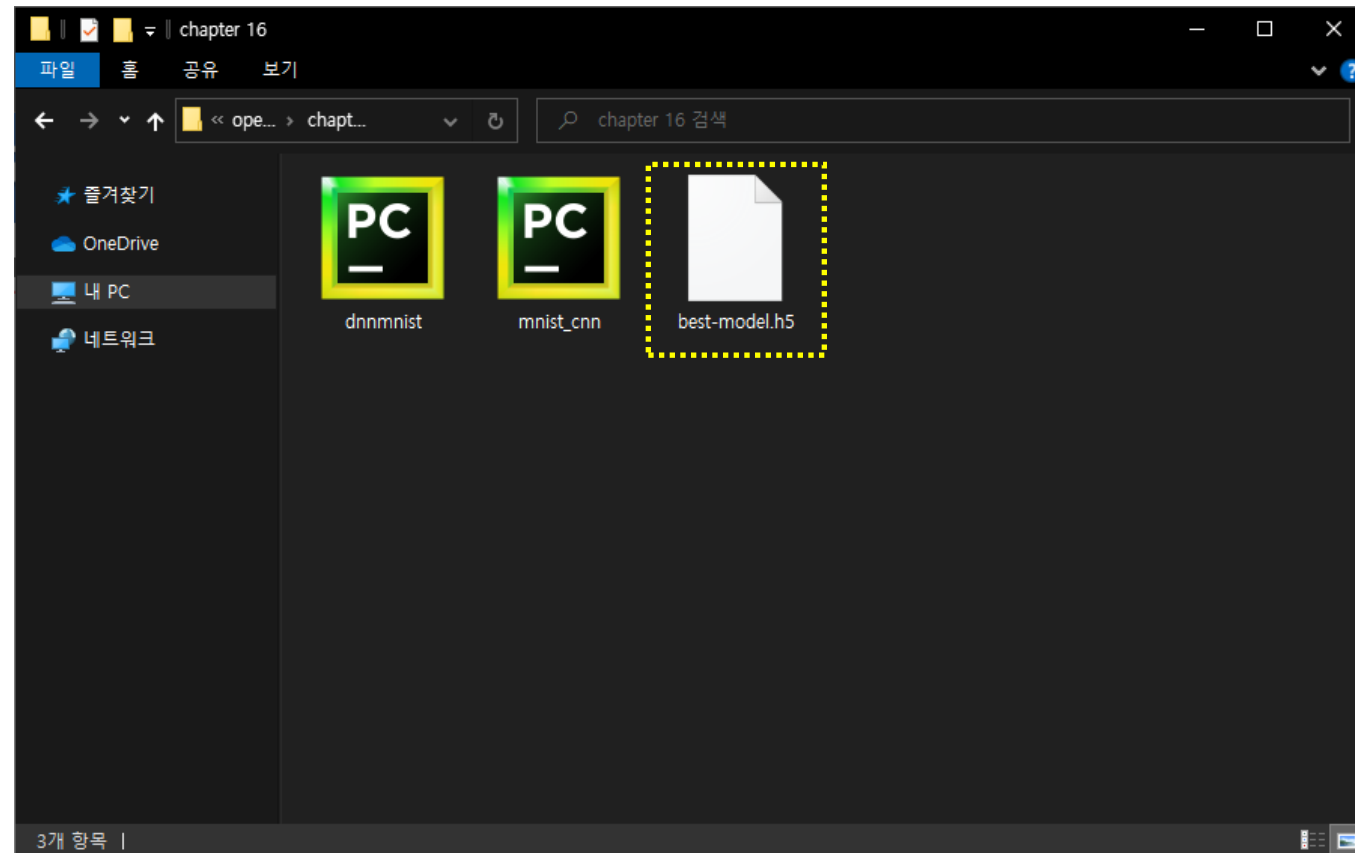 chapter 16
파일 홈 공유 보기
« ope... › chapt...
chapter 16 검색
즐겨찾기
OneDrive
내 PC
네트워크
PC
PC
dnnmnist
mnist_cnn
best-model.h5
3개 항목